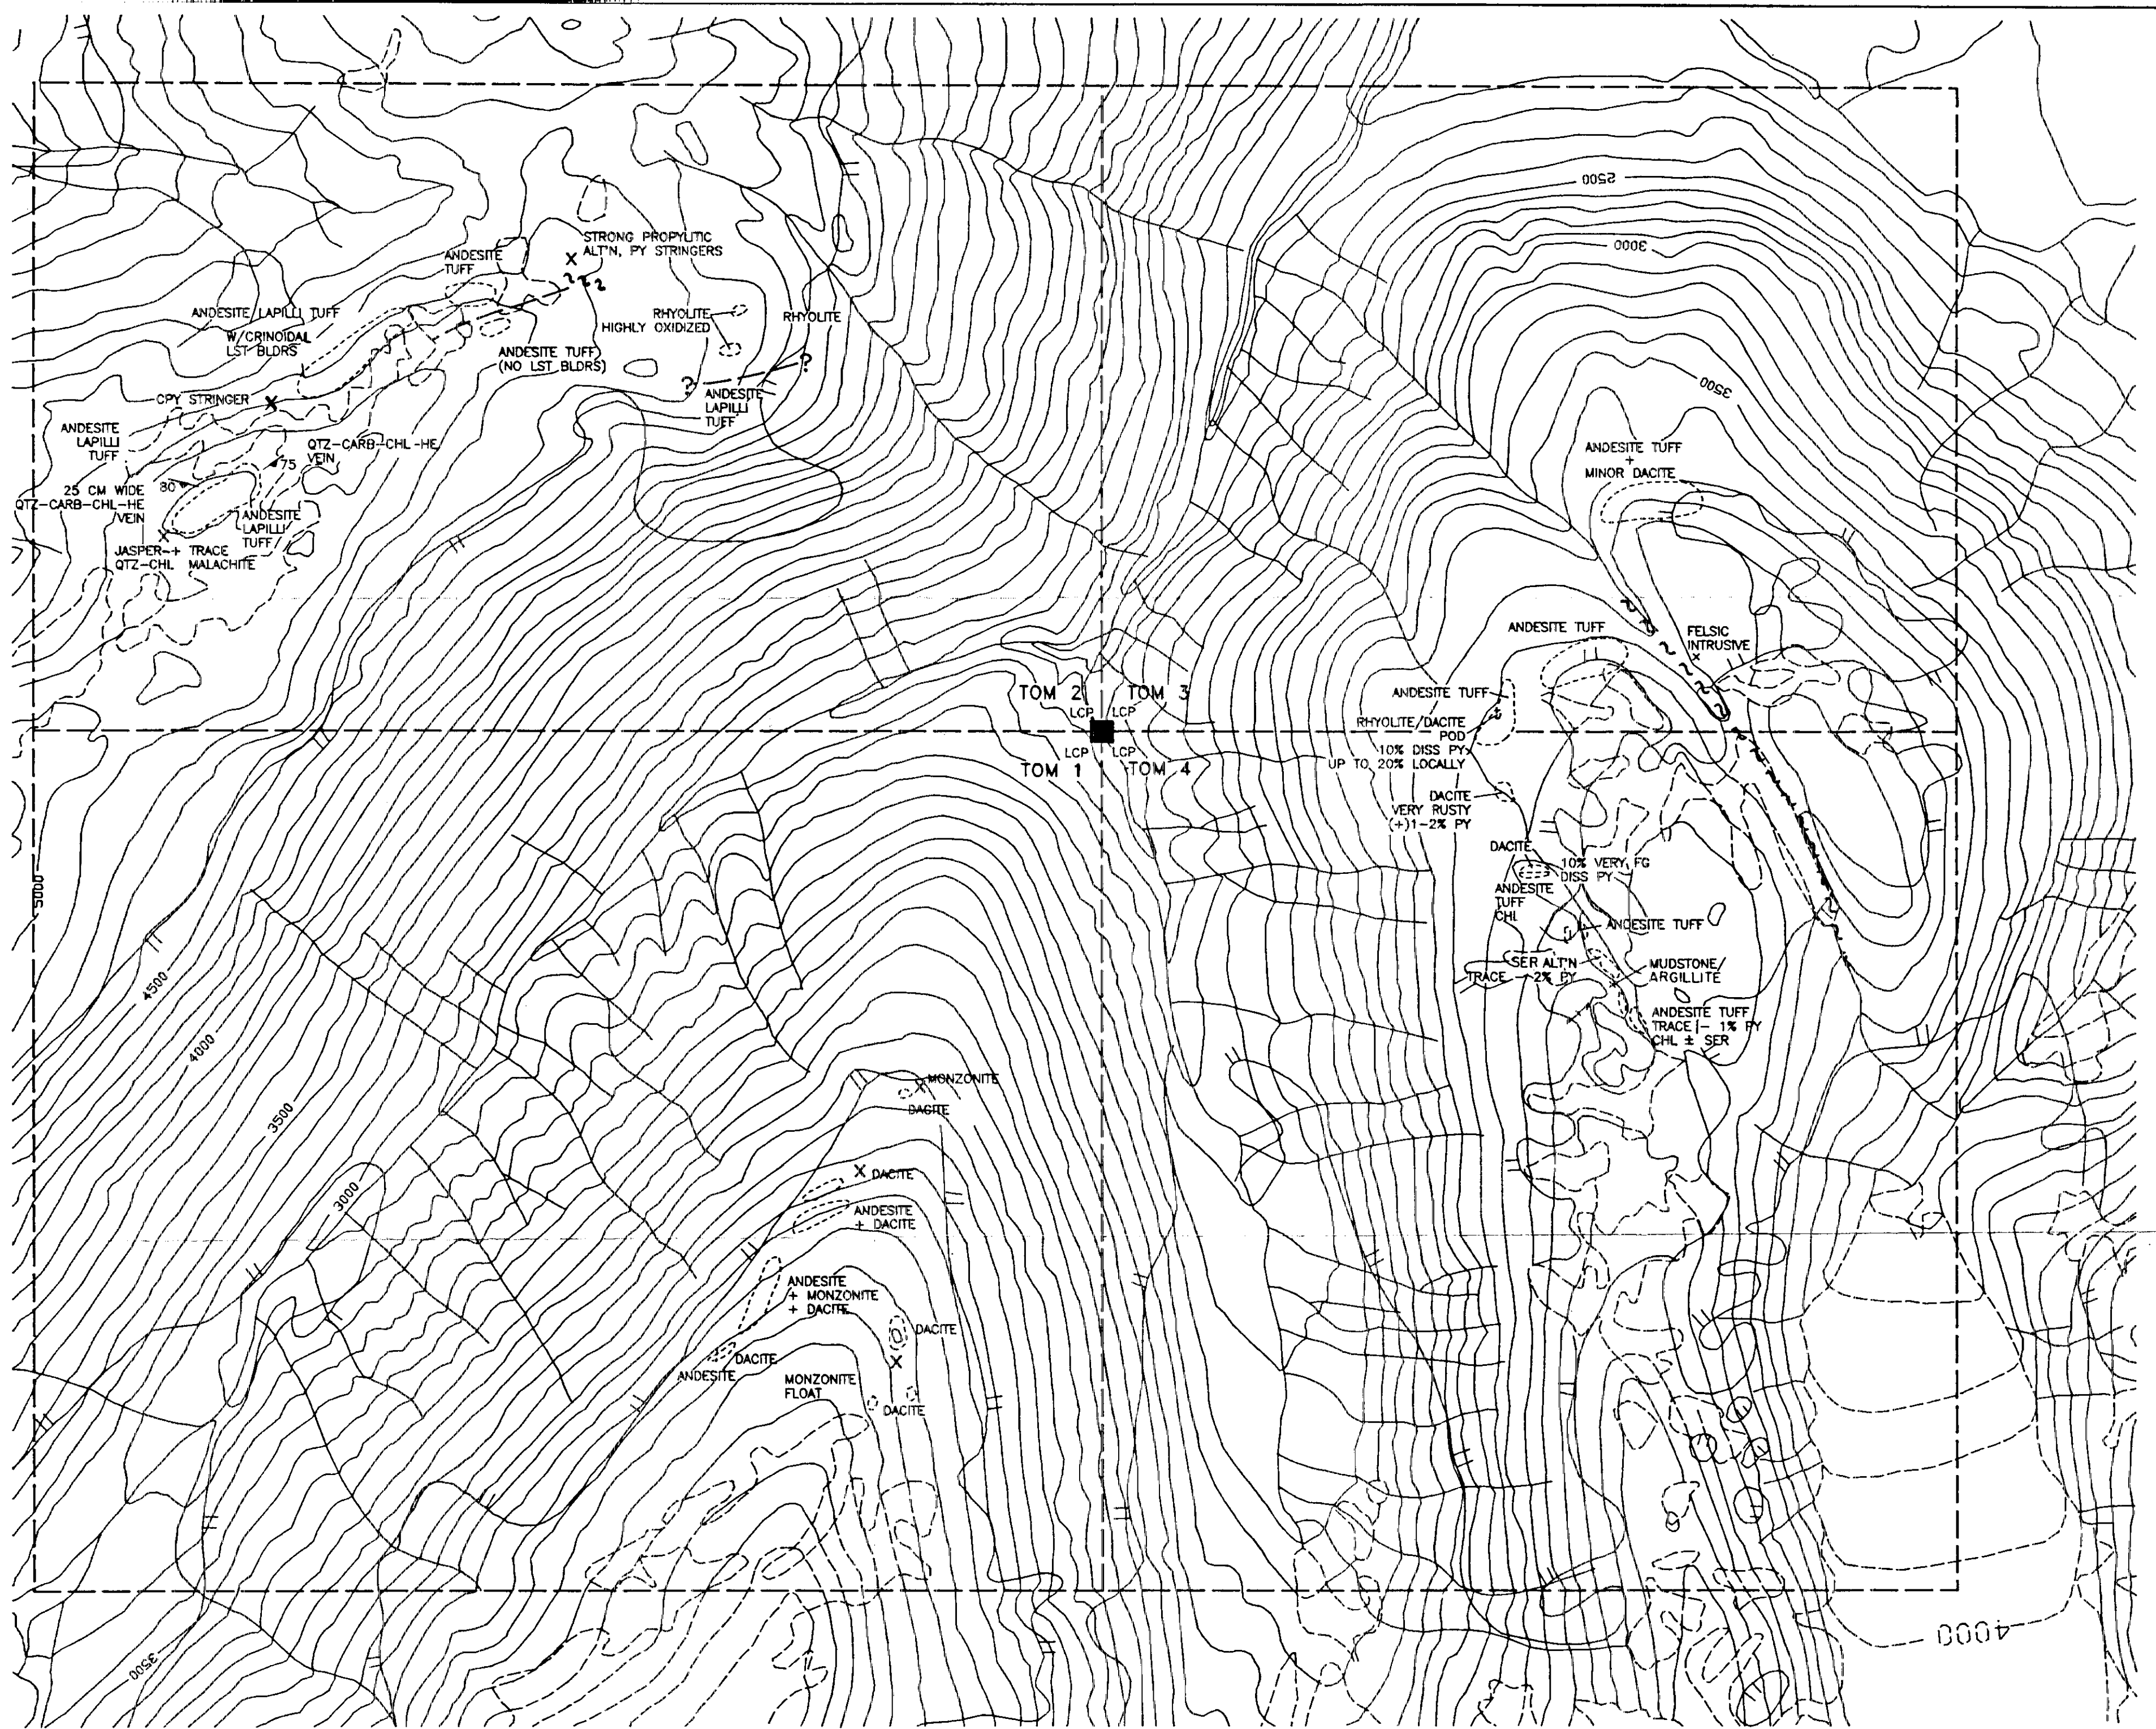 2500
3000
3500
STRONG PROPYLITIC
ALT'N, PY STRINGERS
ANDESITE
TUFF
ANDESITE LAPILLI TUFF
W/CRINOIDAL
LST BLDRS
RHYOLITE
HIGHLY OXIDIZED
RHYOLITE
ANDESITE TUFF
(NO LST BLDRS)
?
?
ANDESITE
LAPILLI
TUFF
CPY STRINGER
ANDESITE
LAPILLI
TUFF
QTZ-CARB-CHL-HE
VEIN
75
80
25 CM WIDE
QTZ-CARB-CHL-HE
VEIN
ANDESITE
LAPILLI
TUFF
JASPER-+ TRACE
QTZ-CHL MALACHITE
ANDESITE TUFF
+
MINOR DACITE
ANDESITE TUFF
FELSIC
INTRUSIVE
ANDESITE TUFF
RHYOLITE/DACITE
POD
10% DISS PY
UP TO 20% LOCALLY
DACITE
VERY RUSTY
(+)1-2% PY
TOM 2
TOM 3
LCP
LCP
LCP
LCP
TOM 1
TOM 4
DACITE
10% VERY FG
DISS PY
ANDESITE
TUFF
CHL
ANDESITE TUFF
SER ALT'N
TRACE - 2% PY
MUDSTONE/
ARGILLITE
ANDESITE TUFF
TRACE - 1% PY
CHL ± SER
5000
4500
4000
3500
3000
MONZONITE
DACITE
DACITE
ANDESITE
+ DACITE
ANDESITE
+ MONZONITE
+ DACITE
DACITE
DACITE
ANDESITE
MONZONITE
FLOAT
DACITE
3500
4000